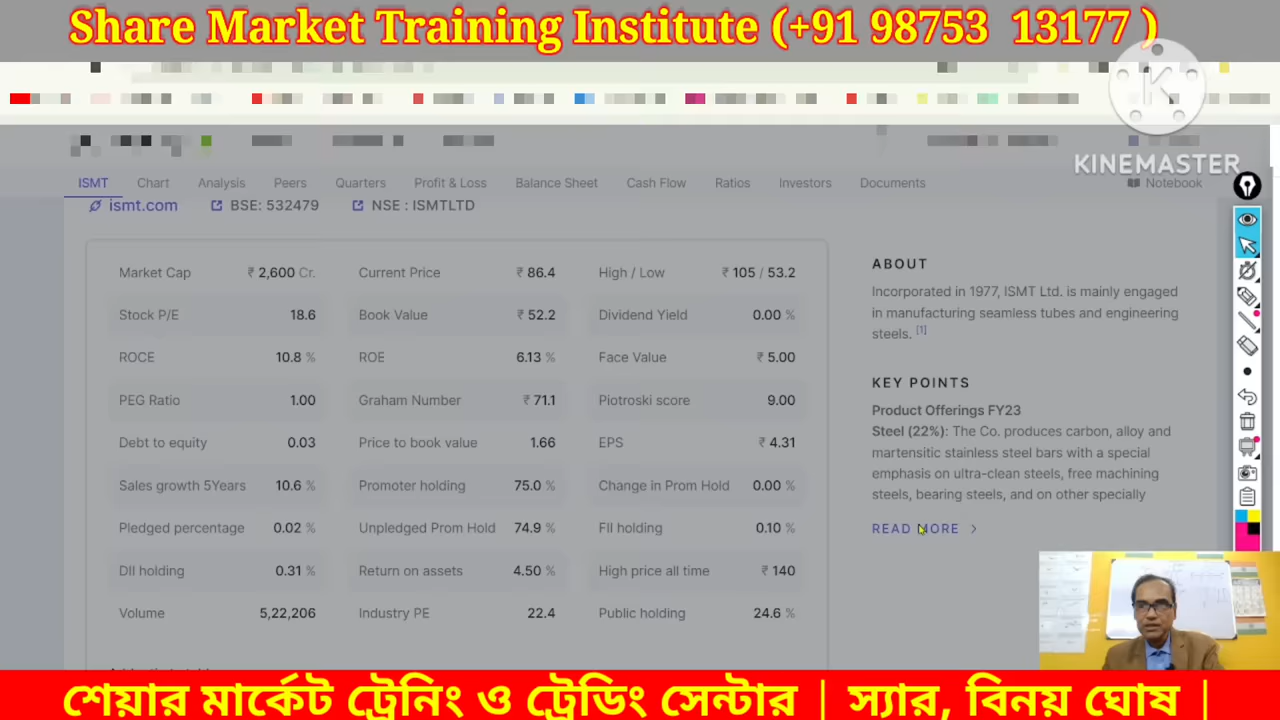 Share Market Training Institute (+91 98753 13177 )
KINEMASTER
ISMT Chart Analysis Peers Quarters Profit & Loss Balance Sheet Cash Flow Ratios Investors Documents Notebook
ismt.com BSE: 532479 NSE : ISMTLTD
Market Cap ₹ 2,600 Cr. Current Price ₹ 86.4 High / Low ₹ 105 / 53.2
Stock P/E 18.6 Book Value ₹ 52.2 Dividend Yield 0.00 %
ROCE 10.8 % ROE 6.13 % Face Value ₹ 5.00
PEG Ratio 1.00 Graham Number ₹ 71.1 Piotroski score 9.00
Debt to equity 0.03 Price to book value 1.66 EPS ₹ 4.31
Sales growth 5Years 10.6 % Promoter holding 75.0 % Change in Prom Hold 0.00 %
Pledged percentage 0.02 % Unpledged Prom Hold 74.9 % FII holding 0.10 %
DII holding 0.31 % Return on assets 4.50 % High price all time ₹ 140
Volume 5,22,206 Industry PE 22.4 Public holding 24.6 %
ABOUT
Incorporated in 1977, ISMT Ltd. is mainly engaged
in manufacturing seamless tubes and engineering
steels. [1]
KEY POINTS
Product Offerings FY23
Steel (22%): The Co. produces carbon, alloy and
martensitic stainless steel bars with a special
emphasis on ultra-clean steels, free machining
steels, bearing steels, and on other specially
READ MORE
শেয়ার মার্কেট ট্রেনিং ও ট্রেডিং সেন্টার | স্যার, বিনয় ঘোষ |